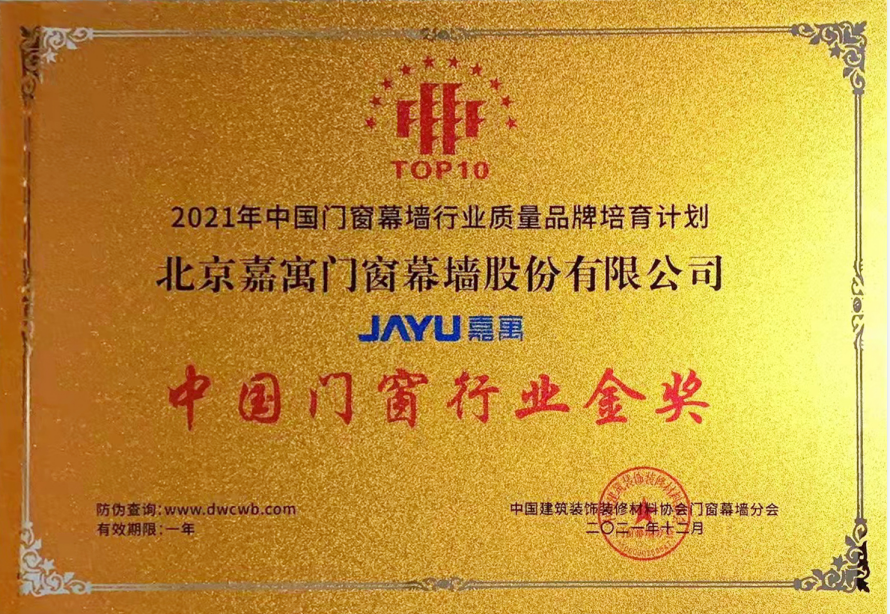 TOP10
2021年中国门窗幕墙行业质量品牌培育计划
北京嘉寓门窗幕墙股份有限公司
JAYU嘉寓
中国门窗行业金奖
防伪查询:www.dwcwb.com
有效期限:一年
中国建筑装饰装修材料协会门窗幕墙分会
二〇二一年十二月